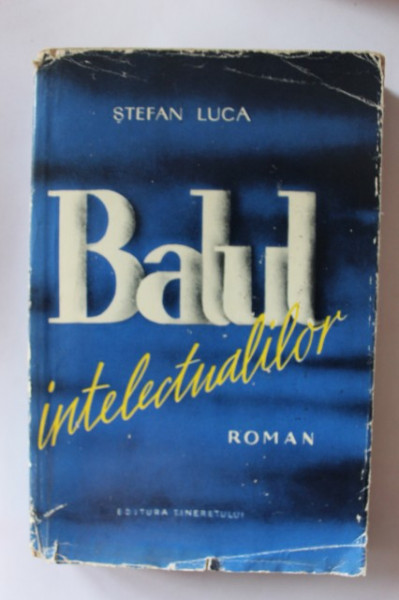 ȘTEFAN LUCA
Balul
intelectualilor
ROMAN
EDITURA TINERETULUI